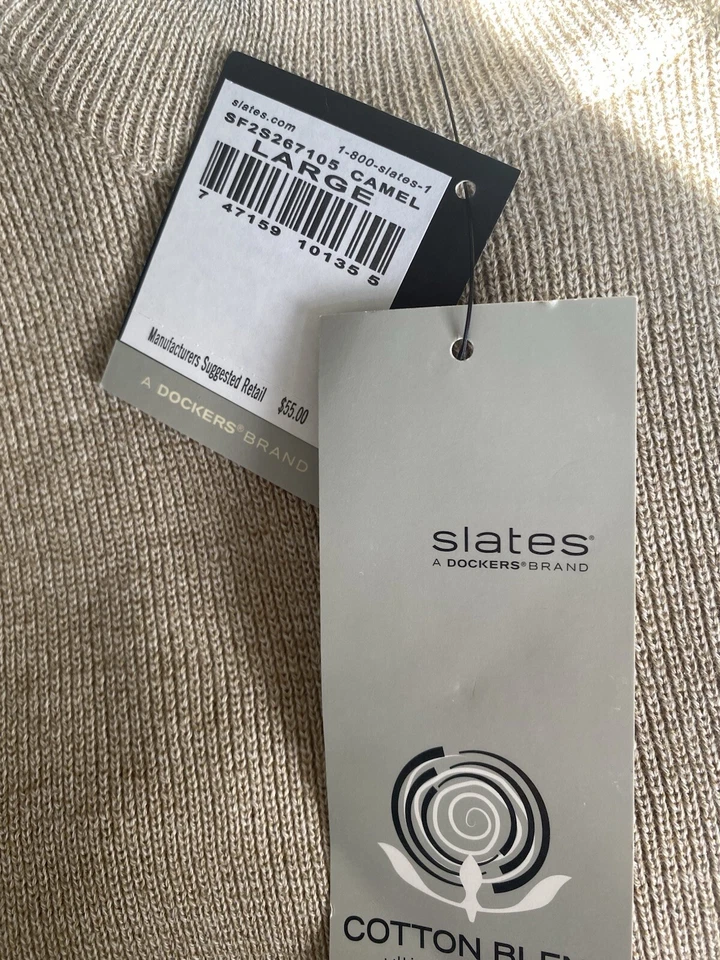 slates.com 1-800-slates-1
SF2S267105 CAMEL
LARGE
7 47159 10135 5
Manufacturers Suggested Retail $55.00
A DOCKERS® BRAND
slates®
A DOCKERS® BRAND
COTTON